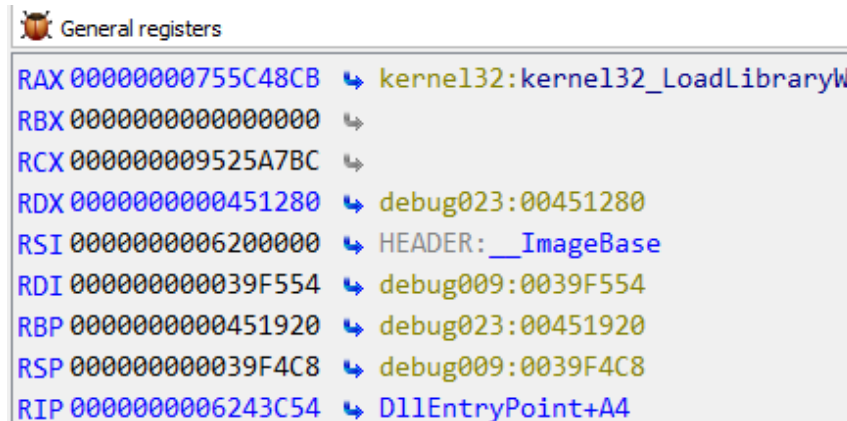 General registers
RAX 00000000755C48CB kernel32:kernel32_LoadLibraryW
RBX 0000000000000000
RCX 000000009525A7BC
RDX 0000000000451280 debug023:00451280
RSI 0000000006200000 HEADER:__ImageBase
RDI 000000000039F554 debug009:0039F554
RBP 0000000000451920 debug023:00451920
RSP 000000000039F4C8 debug009:0039F4C8
RIP 0000000006243C54 DllEntryPoint+A4